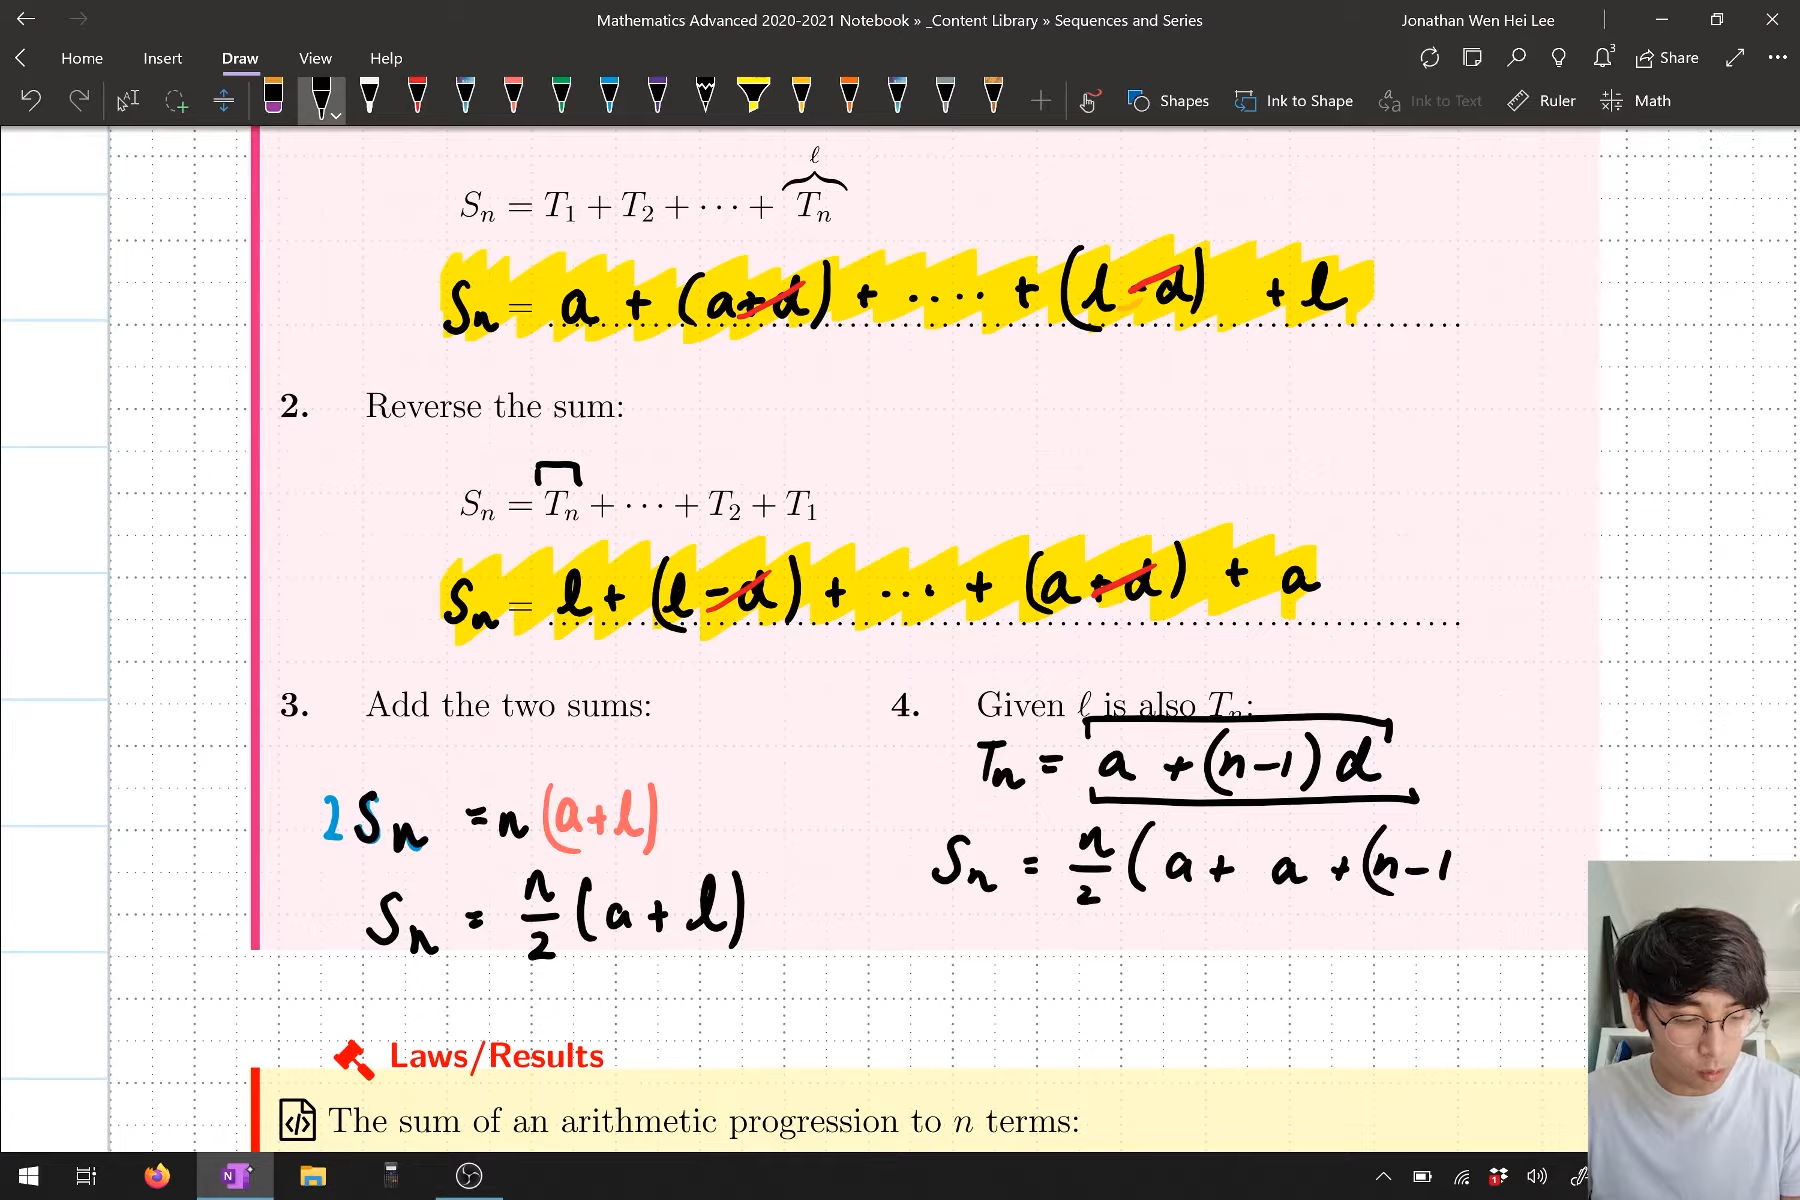 Mathematics Advanced 2020-2021 Notebook » _Content Library » Sequences and Series
Jonathan Wen Hei Lee
Home Insert Draw View Help
3 Share
Shapes Ink to Shape Ink to Text Ruler Math
ℓ
Sₙ = T₁ + T₂ + ··· + Tₙ
Sₙ = a + (a+d) + .... + (l-d) + l
2. Reverse the sum:
Sₙ = Tₙ + ··· + T₂ + T₁
Sₙ = l + (l-d) + ... + (a+d) + a
3. Add the two sums:
2Sₙ = n(a+l)
Sₙ = n/2 (a + l)
4. Given ℓ is also Tₙ:
Tₙ = a + (n-1) d
Sₙ = n/2 ( a + a + (n-1
Laws/Results
</> The sum of an arithmetic progression to n terms:
N
1